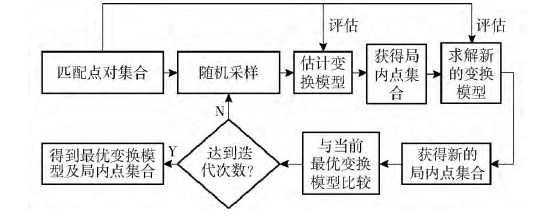 评估
评估
匹配点对集合
随机采样
估计变
换模型
获得局
内点集
合
求解新
的变换
模型
N
得到最优变换模
型及局内点集合
Y
达到迭
代次数?
与当前
最优变换
模型比较
获得新的
局内点集合